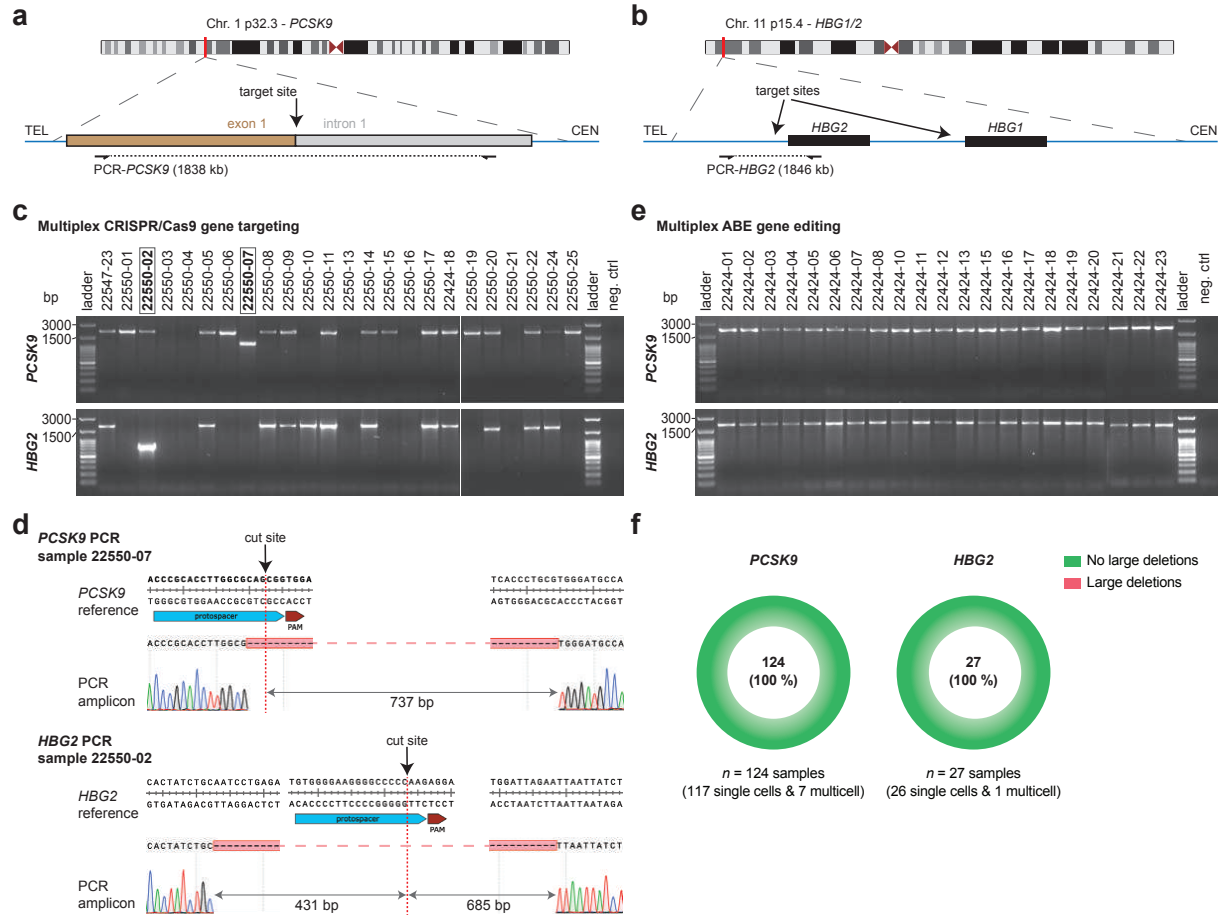 a
Chr. 1 p32.3 - PCSK9
target site
TEL
exon 1
intron 1
CEN
PCR-PCSK9 (1838 kb)
b
Chr. 11 p15.4 - HBG1/2
target sites
TEL
HBG2
HBG1
CEN
PCR-HBG2 (1846 kb)
c
Multiplex CRISPR/Cas9 gene targeting
bp
ladder
22547-23
22550-01
22550-02
22550-03
22550-04
22550-05
22550-06
22550-07
22550-08
22550-09
22550-10
22550-11
22550-13
22550-14
22550-15
22550-16
22550-17
22424-18
22550-19
22550-20
22550-21
22550-22
22550-24
22550-25
ladder
neg. ctrl
3000
1500
PCSK9
3000
1500
HBG2
e
Multiplex ABE gene editing
bp
ladder
22424-01
22424-02
22424-03
22424-04
22424-06
22424-07
22424-08
22424-10
22424-11
22424-12
22424-13
22424-14
22424-16
22424-17
22424-18
22424-19
22424-20
22424-21
22424-22
22424-23
ladder
neg. ctrl
3000
1500
PCSK9
3000
1500
HBG2
d
PCSK9 PCR
sample 22550-07
cut site
ACCCGCACCTTGGCGCAGCGGTGGA
TCACCCTGCGTGGGATGCCA
PCSK9
reference
TGGGCGTGGAACCGCGTCGCCACCT
AGTGGGACGCACCCTACGGT
protospacer
PAM
ACCCGCACCTTGGCG
TGGGATGCCA
PCR
amplicon
737 bp
HBG2 PCR
sample 22550-02
cut site
CACTATCTGCAATCCTGAGA
TGTGGGGAAGGGGCCCCCAAGAGGA
TGGATTAGAATTAATTATCT
HBG2
reference
GTGATAGACGTTAGGACTCT
ACACCCCTTCCCCGGGGGTTCTCCT
ACCTAATCTTAATTAATAGA
protospacer
PAM
CACTATCTGC
TTAATTATCT
PCR
amplicon
431 bp
685 bp
f
PCSK9
HBG2
No large deletions
Large deletions
124
(100 %)
27
(100 %)
n = 124 samples
(117 single cells & 7 multicell)
n = 27 samples
(26 single cells & 1 multicell)